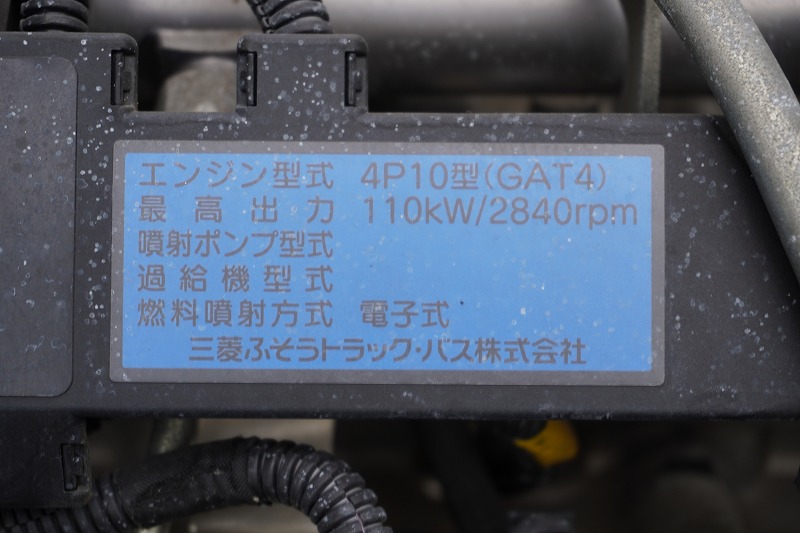 エンジン型式 4P10型(GAT4)
最高出力 110kW/2840rpm
噴射ポンプ型式
過給機型式
燃料噴射方式 電子式
三菱ふそうトラック・バス株式会社